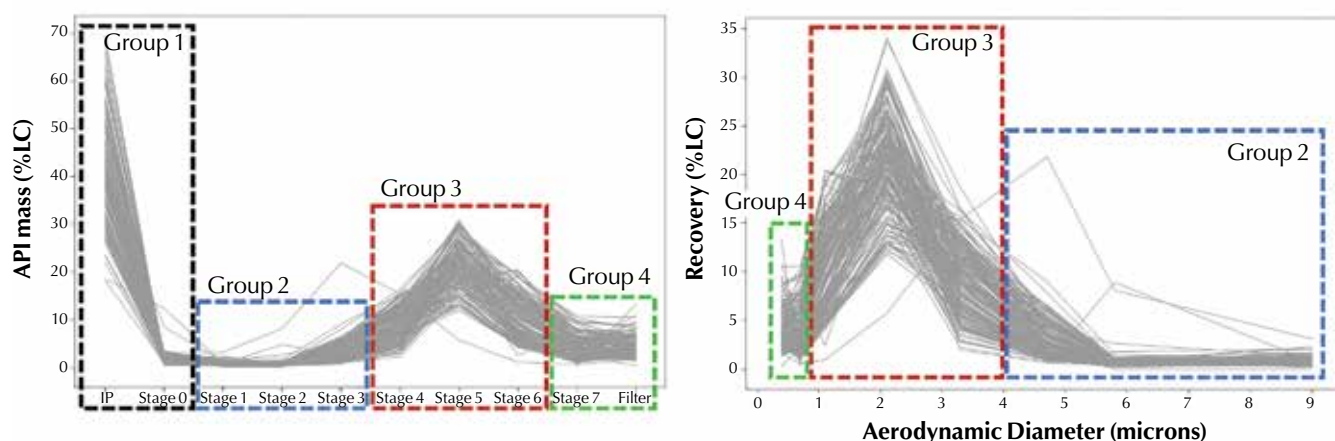 Group 1
Group 2
Group 3
Group 4
API mass (%LC)
70
60
50
40
30
20
10
0
IP Stage 0 Stage 1 Stage 2 Stage 3 Stage 4 Stage 5 Stage 6 Stage 7 Filter
Group 4
Group 3
Group 2
Recovery (%LC)
35
30
25
20
15
10
5
0
0 1 2 3 4 5 6 7 8 9
Aerodynamic Diameter (microns)